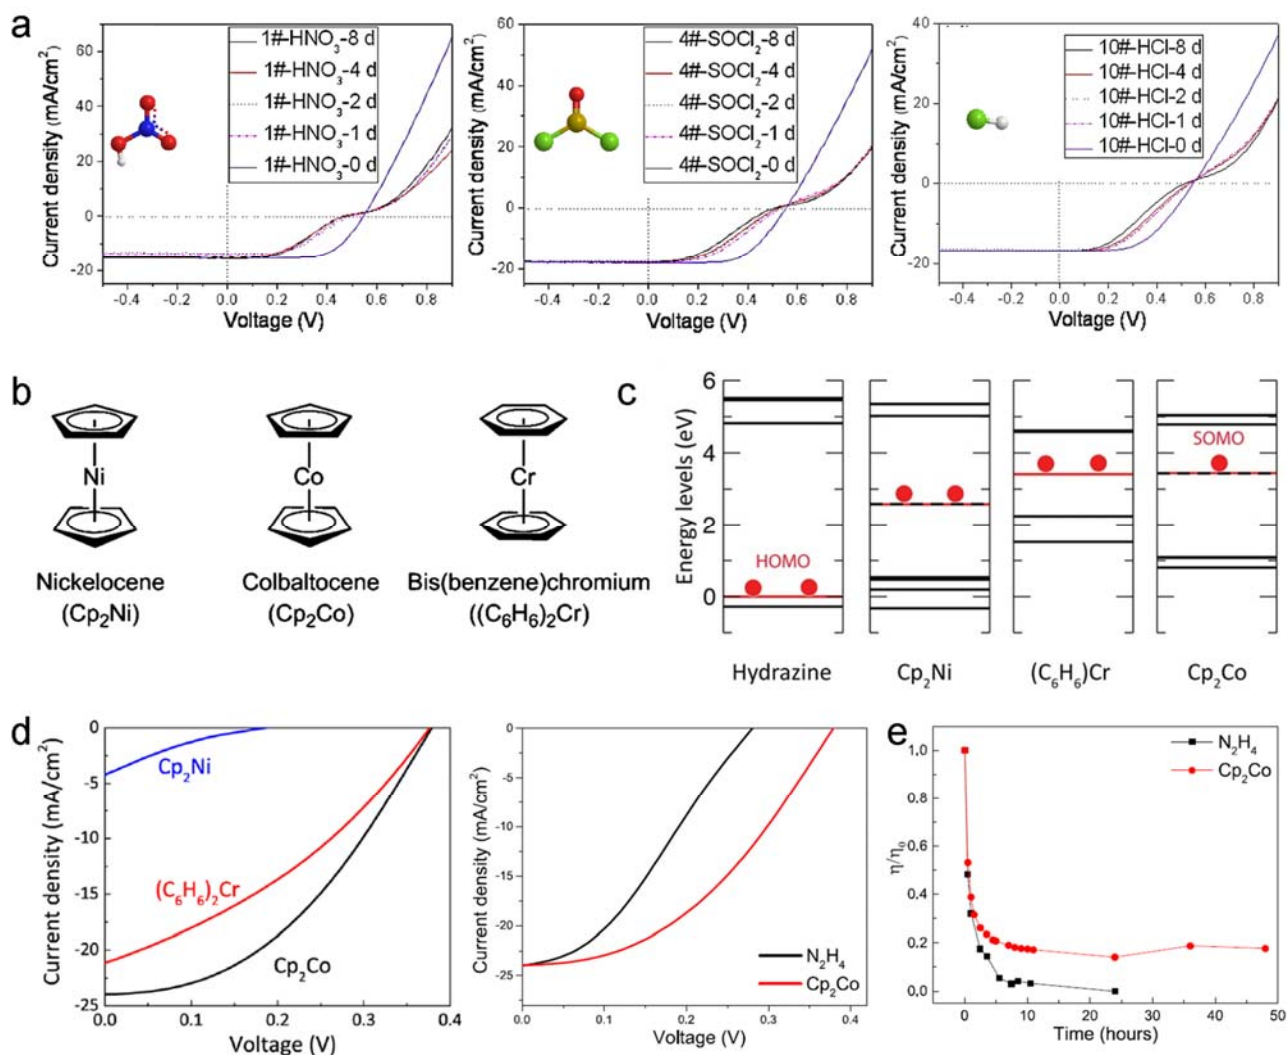 a
Current density (mA/cm²)
60
40
20
0
-20
-0.4 -0.2 0.0 0.2 0.4 0.6 0.8
Voltage (V)
1#-HNO₃-8 d
1#-HNO₃-4 d
1#-HNO₃-2 d
1#-HNO₃-1 d
1#-HNO₃-0 d
Current density (mA/cm²)
60
40
20
0
-20
-0.4 -0.2 0.0 0.2 0.4 0.6 0.8
Voltage (V)
4#-SOCl₂-8 d
4#-SOCl₂-4 d
4#-SOCl₂-2 d
4#-SOCl₂-1 d
4#-SOCl₂-0 d
Current density (mA/cm²)
40
20
0
-20
-0.4 -0.2 0.0 0.2 0.4 0.6 0.8
Voltage (V)
10#-HCl-8 d
10#-HCl-4 d
10#-HCl-2 d
10#-HCl-1 d
10#-HCl-0 d
b
Ni
Co
Cr
Nickelocene
(Cp₂Ni)
Colbaltocene
(Cp₂Co)
Bis(benzene)chromium
((C₆H₆)₂Cr)
c
Energy levels (eV)
6
4
2
0
HOMO
SOMO
Hydrazine
Cp₂Ni
(C₆H₆)Cr
Cp₂Co
d
Current density (mA/cm²)
0
-5
-10
-15
-20
-25
0.0 0.1 0.2 0.3 0.4
Voltage (V)
Cp₂Ni
(C₆H₆)₂Cr
Cp₂Co
Current density (mA/cm²)
0
-5
-10
-15
-20
-25
0.0 0.1 0.2 0.3 0.4
Voltage (V)
N₂H₄
Cp₂Co
e
η/η₀
1.0
0.8
0.6
0.4
0.2
0.0
0 10 20 30 40 50
Time (hours)
N₂H₄
Cp₂Co